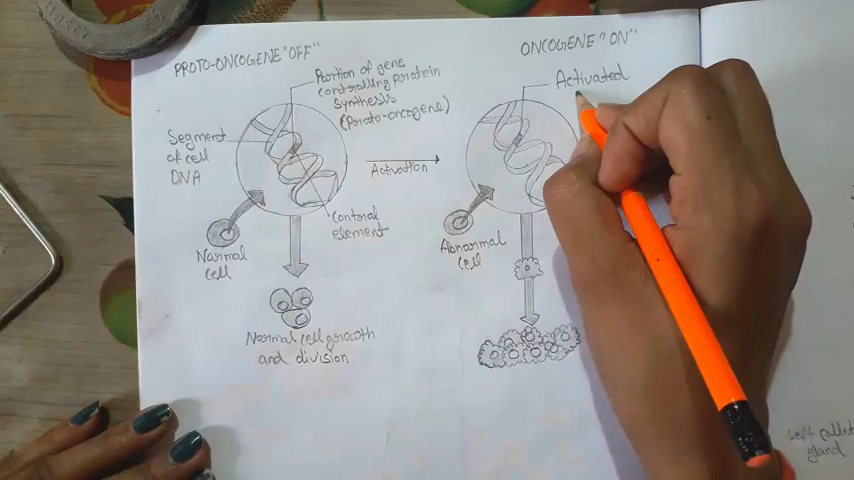 PROTO-ONCOGENE "OFF"
ONCOGENE "ON"
Portion of gene
controlling protein
synthesis
(Proto-oncogene)
Activated
Segment
of cell
DNA
Activation
Control
element
Normal
cell
Abnormal
cell
Normal cell growth
and division
gland